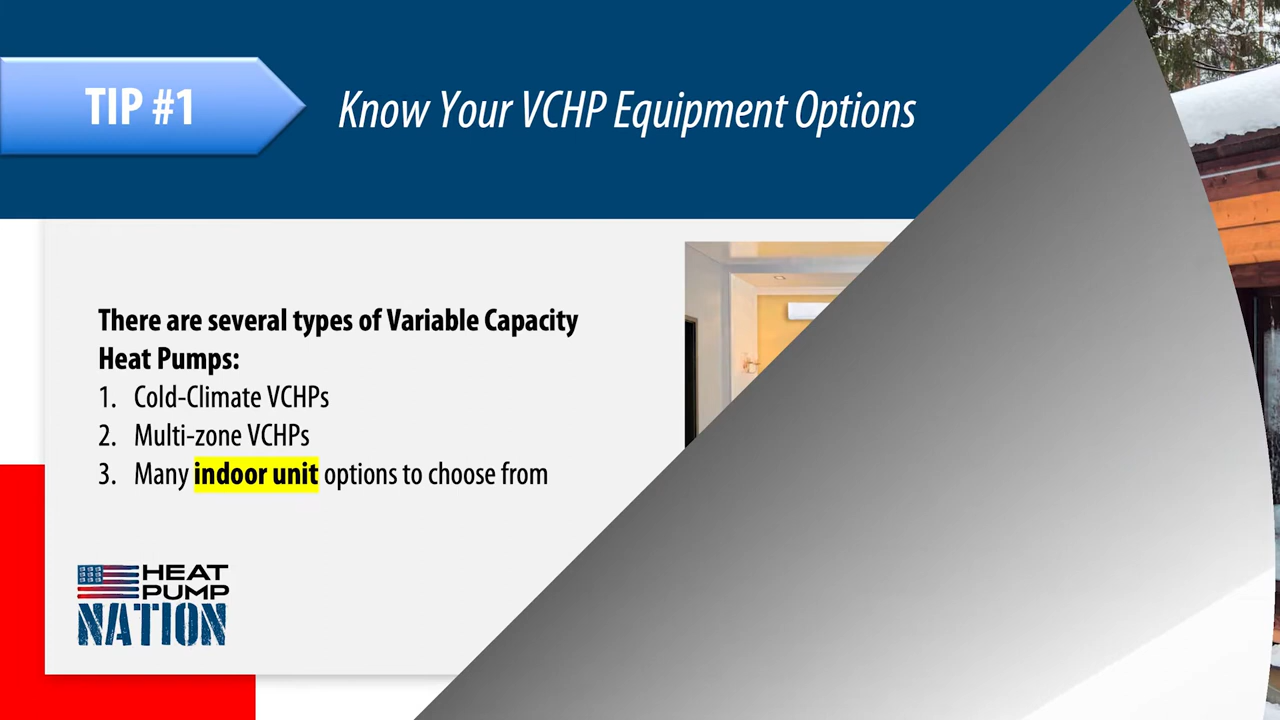 TIP #1
Know Your VCHP Equipment Options
There are several types of Variable Capacity
Heat Pumps:
1. Cold-Climate VCHPs
2. Multi-zone VCHPs
3. Many indoor unit options to choose from
HEAT
PUMP
NATION